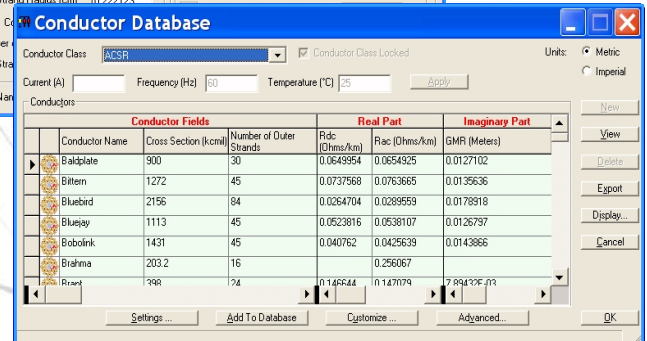 Conductor Database
Conductor Class ACSR Conductor Class Locked Units: Metric
Imperial
Current (A) Frequency (Hz) 60 Temperature (°C) 25 Apply
Conductors
New
Conductor Fields Real Part Imaginary Part
Conductor Name Cross Section (kcmil) Number of Outer Strands Rdc (Ohms/km) Rac (Ohms/km) GMR (Meters)
View
Baldplate 900 30 0.0649954 0.0654925 0.0127102
Delete
Bittern 1272 45 0.0737568 0.0763665 0.0135636
Export
Bluebird 2156 84 0.0264704 0.0289559 0.0178918
Display...
Bluejay 1113 45 0.0523816 0.0538107 0.0126797
Cancel
Bobolink 1431 45 0.040762 0.0425639 0.0143866
Brahma 203.2 16 0.256067
Brant 398 24 0.146644 0.147079 7.89432E-03
Settings ... Add To Database Customize ... Advanced... OK